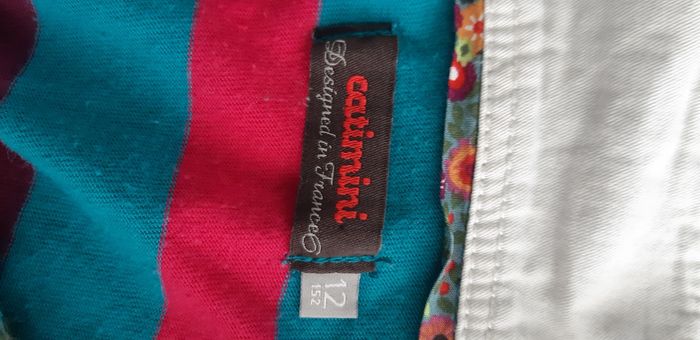 catimini
Designed in France
12
152